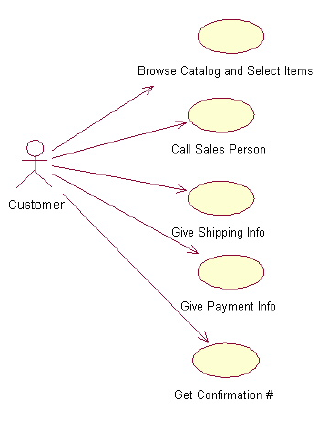 Browse Catalog and Select Items
Call Sales Person
Customer
Give Shipping Info
Give Payment Info
Get Confirmation #